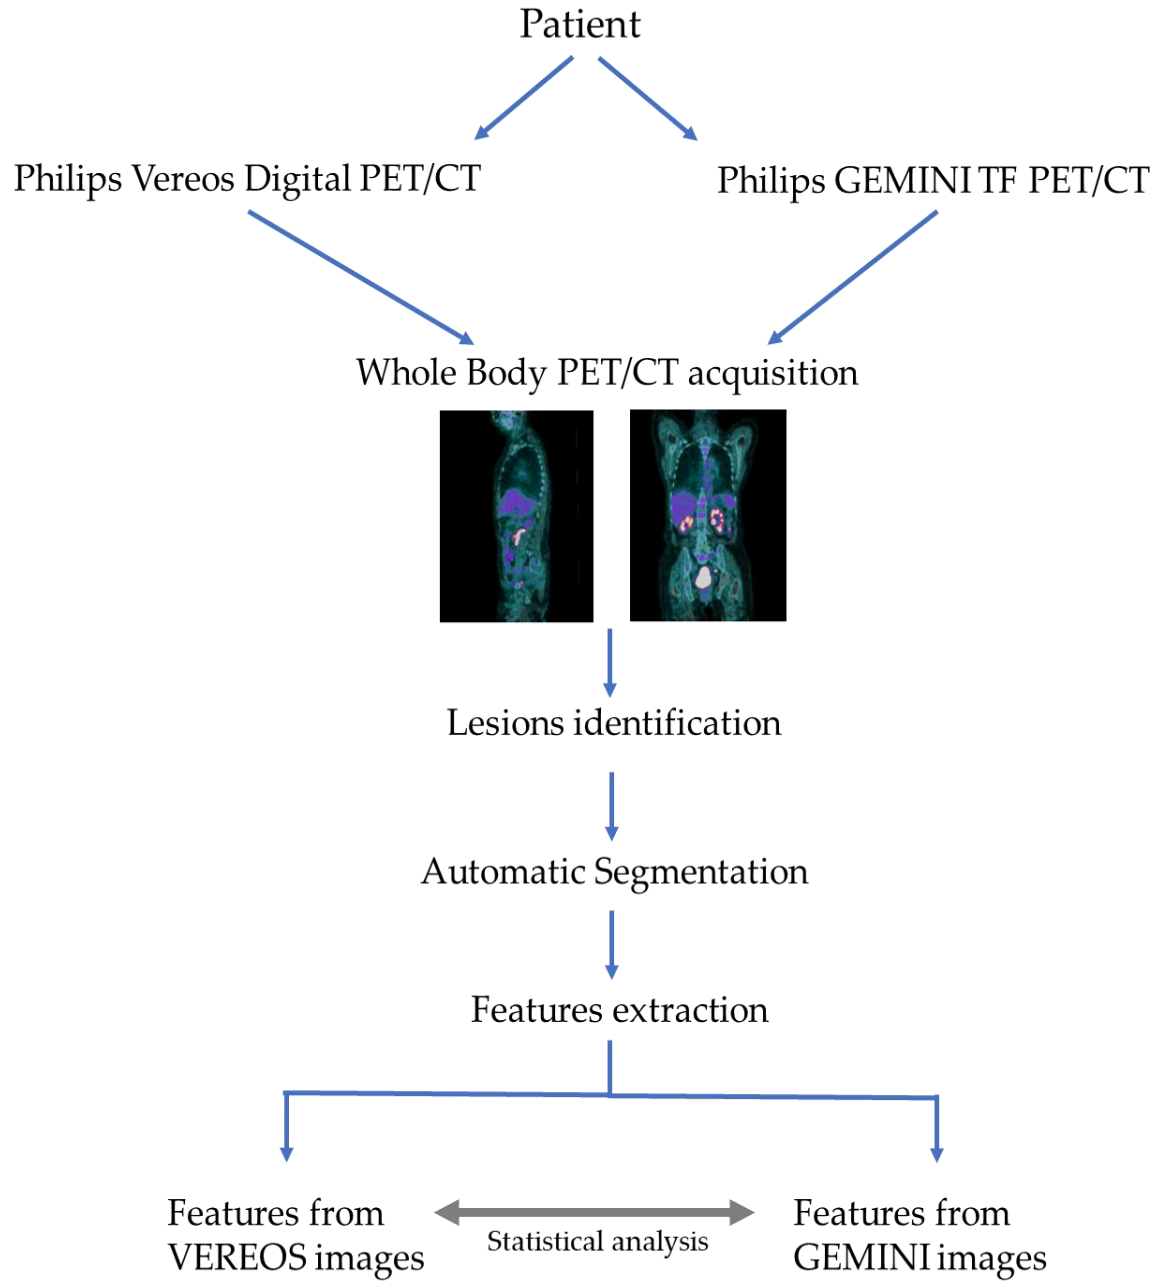 Patient
Philips Vereos Digital PET/CT
Philips GEMINI TF PET/CT
Whole Body PET/CT acquisition
Lesions identification
Automatic Segmentation
Features extraction
Features from
VEREOS images
Statistical analysis
Features from
GEMINI images